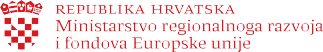 REPUBLIKA HRVATSKA
Ministarstvo regionalnoga razvoja
i fondova Europske unije